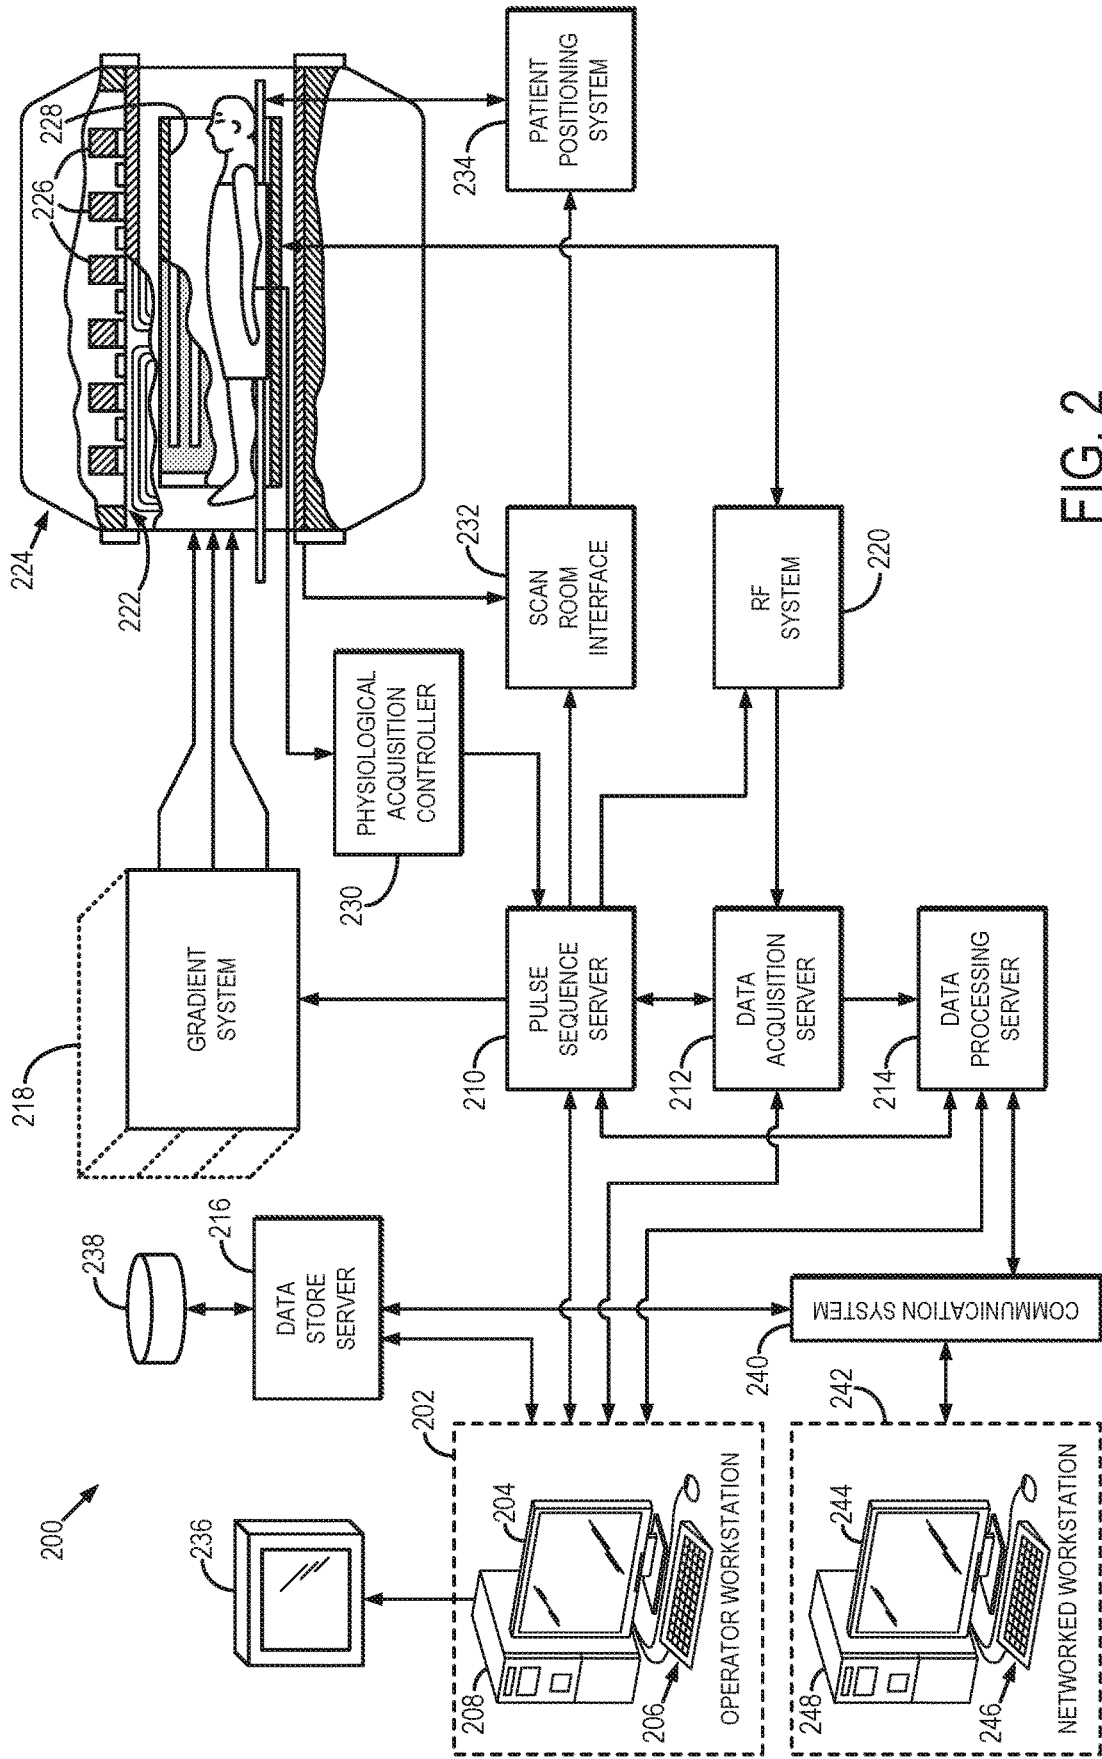 200
236
238
216
DATA
STORE
SERVER
218
GRADIENT
SYSTEM
224
222
226
228
202
204
208
206
OPERATOR WORKSTATION
210
PULSE
SEQUENCE
SERVER
230
PHYSIOLOGICAL
ACQUISITION
CONTROLLER
232
SCAN
ROOM
INTERFACE
234
PATIENT
POSITIONING
SYSTEM
212
DATA
ACQUISITION
SERVER
RF
SYSTEM
220
214
DATA
PROCESSING
SERVER
240
COMMUNICATION SYSTEM
242
244
248
246
NETWORKED WORKSTATION
FIG. 2